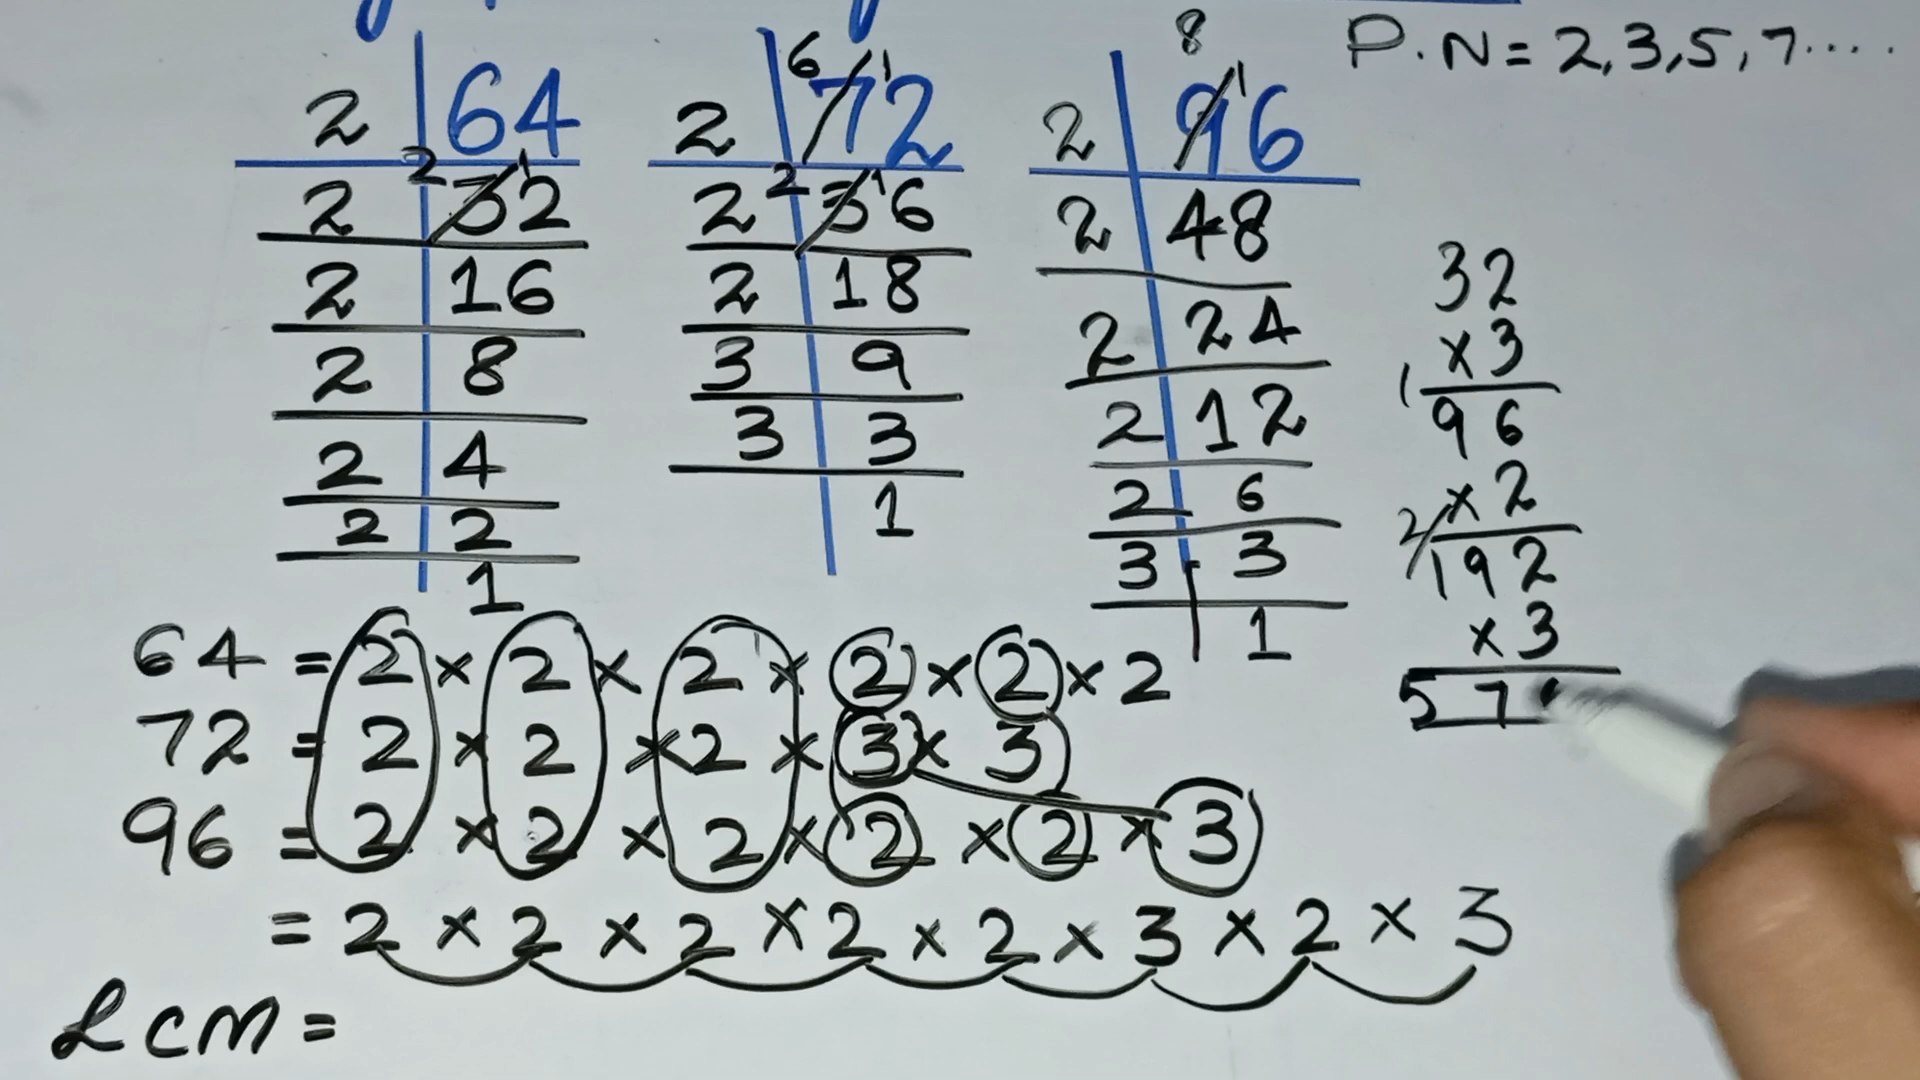 P.N = 2, 3, 5, 7....
2 | 64
2 | 32
2 | 16
2 | 8
2 | 4
2 | 2
1
2 | 72
2 | 36
2 | 18
3 | 9
3 | 3
1
2 | 96
2 | 48
2 | 24
2 | 12
2 | 6
3 | 3
1
32
×3
96
×2
192
×3
57
64 = 2 × 2 × 2 × 2 × 2 × 2
72 = 2 × 2 × 2 × 3 × 3
96 = 2 × 2 × 2 × 2 × 2 × 3
= 2 × 2 × 2 × 2 × 2 × 3 × 2 × 3
LCM =